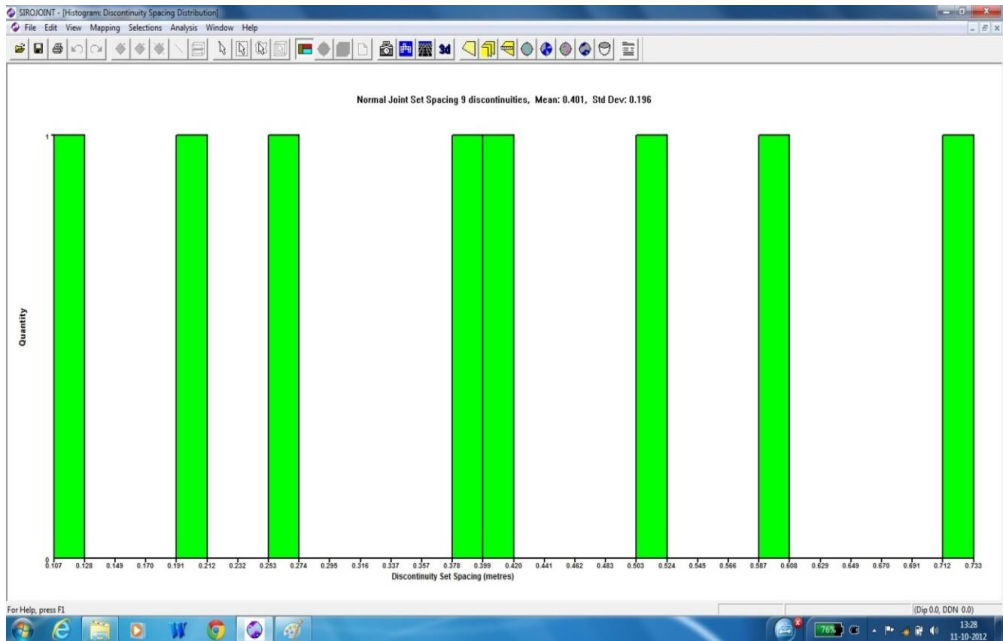 SIROJOINT - [Histogram: Discontinuity Spacing Distribution]
File Edit View Mapping Selections Analysis Window Help
3d
Normal Joint Set Spacing 9 discontinuities, Mean: 0.401, Std Dev: 0.196
1
Quantity
0
0.107 0.128 0.149 0.170 0.191 0.212 0.232 0.253 0.274 0.295 0.316 0.337 0.357 0.378 0.399 0.420 0.441 0.462 0.483 0.503 0.524 0.545 0.566 0.587 0.608 0.629 0.649 0.670 0.691 0.712 0.733
Discontinuity Set Spacing (metres)
For Help, press F1
(Dip 0.0, DDN 0.0)
76%
13:28
11-10-2012